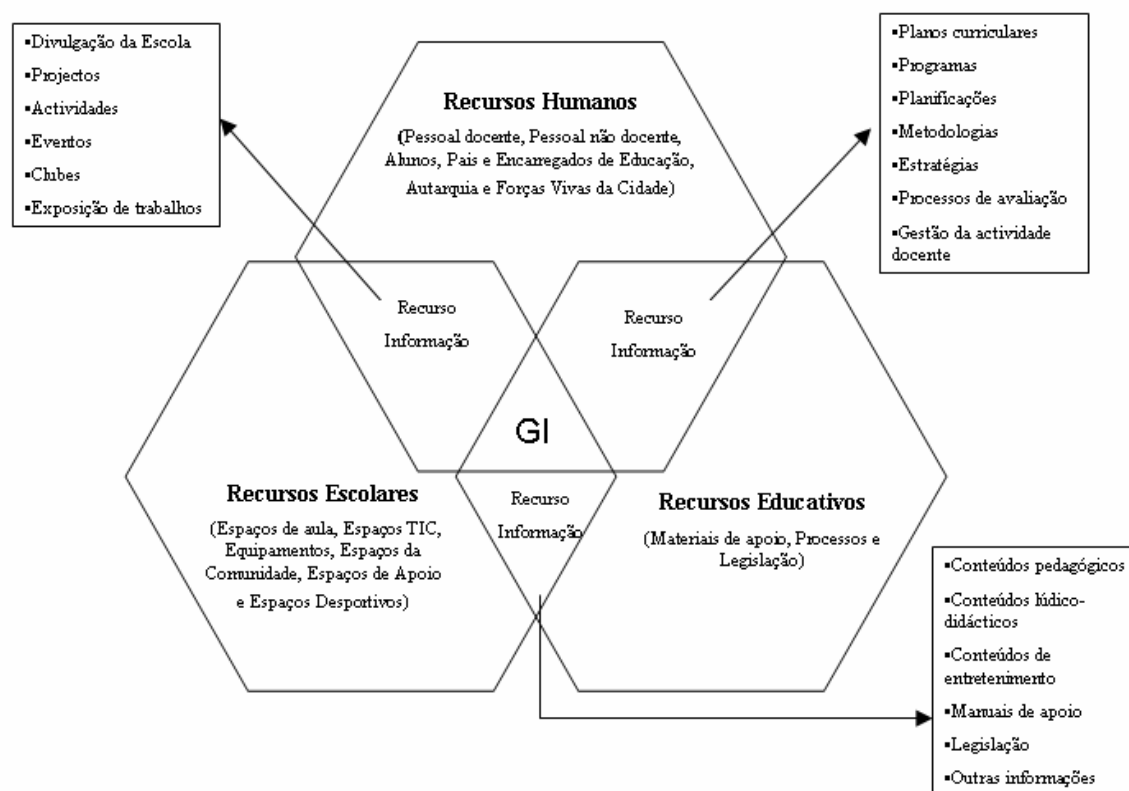 ▪Divulgação da Escola
▪Projectos
▪Actividades
▪Eventos
▪Clubes
▪Exposição de trabalhos
Recursos Humanos
(Pessoal docente, Pessoal não docente,
Alunos, Pais e Encarregados de Educação,
Autarquia e Forças Vivas da Cidade)
▪Planos curriculares
▪Programas
▪Planificações
▪Metodologias
▪Estratégias
▪Processos de avaliação
▪Gestão da actividade
docente
Recurso
Informação
Recurso
Informação
GI
Recursos Escolares
(Espaços de aula, Espaços TIC,
Equipamentos, Espaços da
Comunidade, Espaços de Apoio
e Espaços Desportivos)
Recurso
Informação
Recursos Educativos
(Materiais de apoio, Processos e
Legislação)
▪Conteúdos pedagógicos
▪Conteúdos lúdico-
didácticos
▪Conteúdos de
entretenimento
▪Manuais de apoio
▪Legislação
▪Outras informações